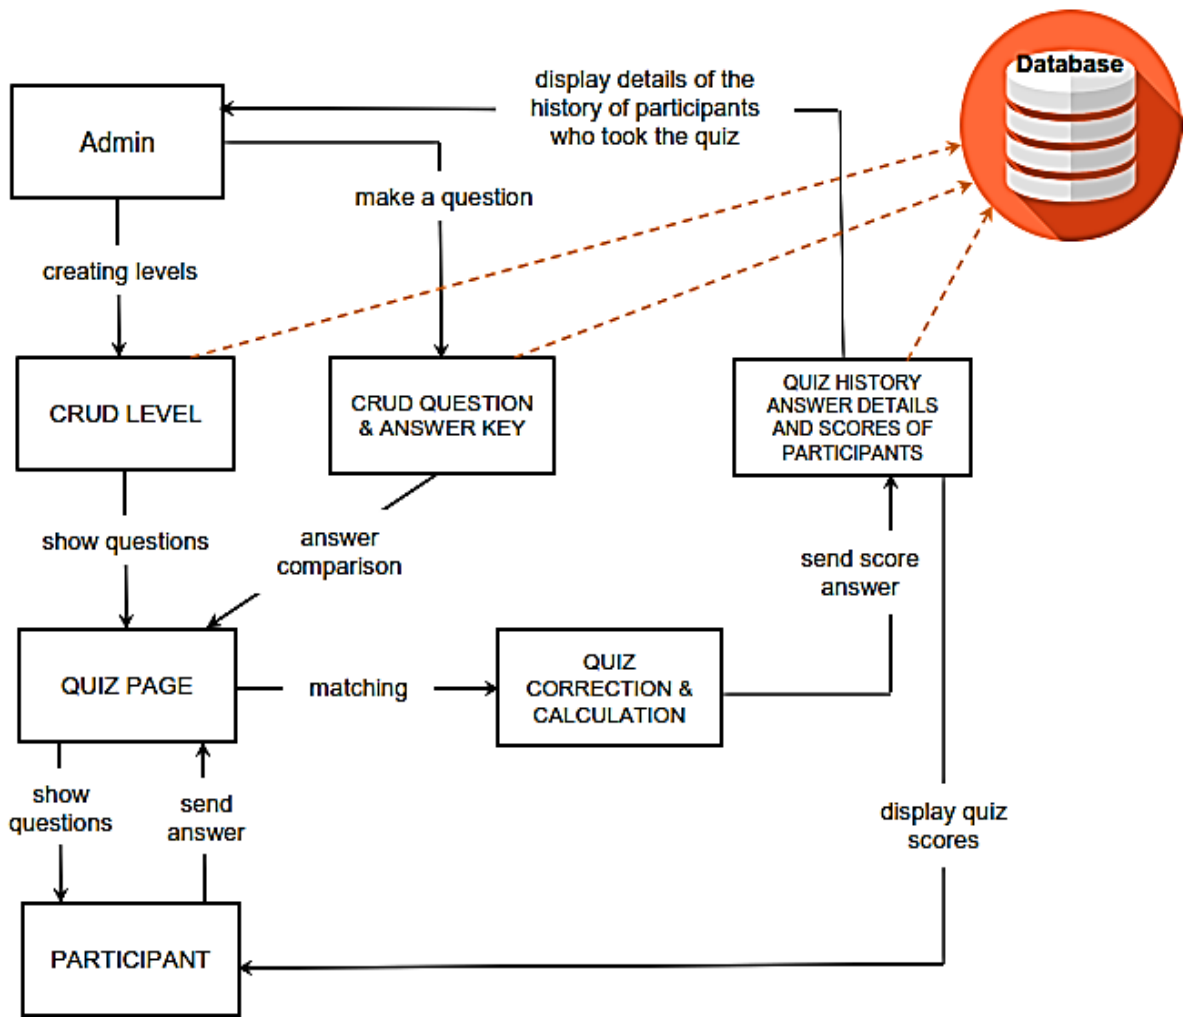 Database
display details of the
history of participants
who took the quiz
Admin
make a question
creating levels
CRUD LEVEL
CRUD QUESTION
& ANSWER KEY
QUIZ HISTORY
ANSWER DETAILS
AND SCORES OF
PARTICIPANTS
show questions
answer
comparison
send score
answer
QUIZ PAGE
matching
QUIZ
CORRECTION &
CALCULATION
show
questions
send
answer
display quiz
scores
PARTICIPANT